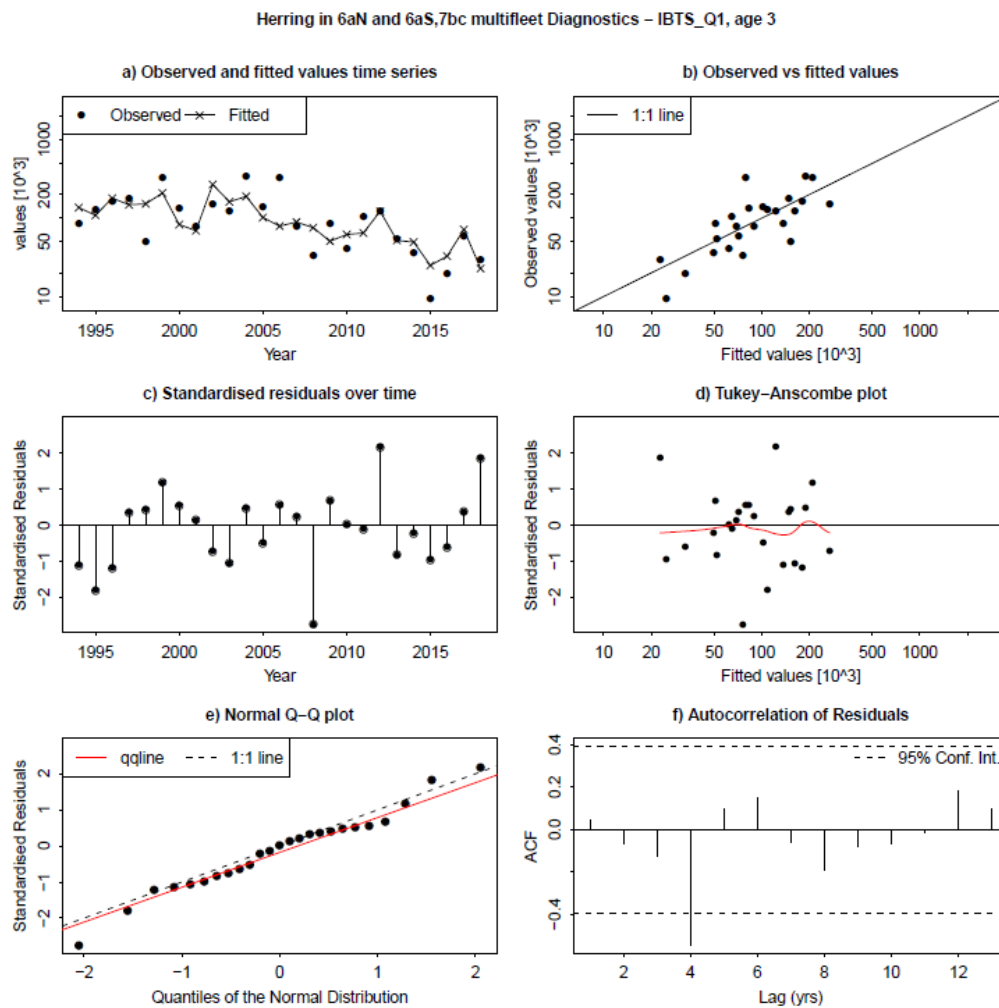 Herring in 6aN and 6aS,7bc multifleet Diagnostics – IBTS_Q1, age 3
a) Observed and fitted values time series
Observed
Fitted
values [10^3]
10 50 200 1000
1995 2000 2005 2010 2015
Year
b) Observed vs fitted values
1:1 line
Observed values [10^3]
10 50 200 1000
10 20 50 100 200 500 1000
Fitted values [10^3]
c) Standardised residuals over time
Standardised Residuals
−2 −1 0 1 2
1995 2000 2005 2010 2015
Year
d) Tukey–Anscombe plot
Standardised Residuals
−2 −1 0 1 2
10 20 50 100 200 500 1000
Fitted values [10^3]
e) Normal Q–Q plot
qqline
1:1 line
Standardised Residuals
−2 −1 0 1 2
−2 −1 0 1 2
Quantiles of the Normal Distribution
f) Autocorrelation of Residuals
95% Conf. Int.
ACF
−0.4 0.0 0.2 0.4
2 4 6 8 10 12
Lag (yrs)